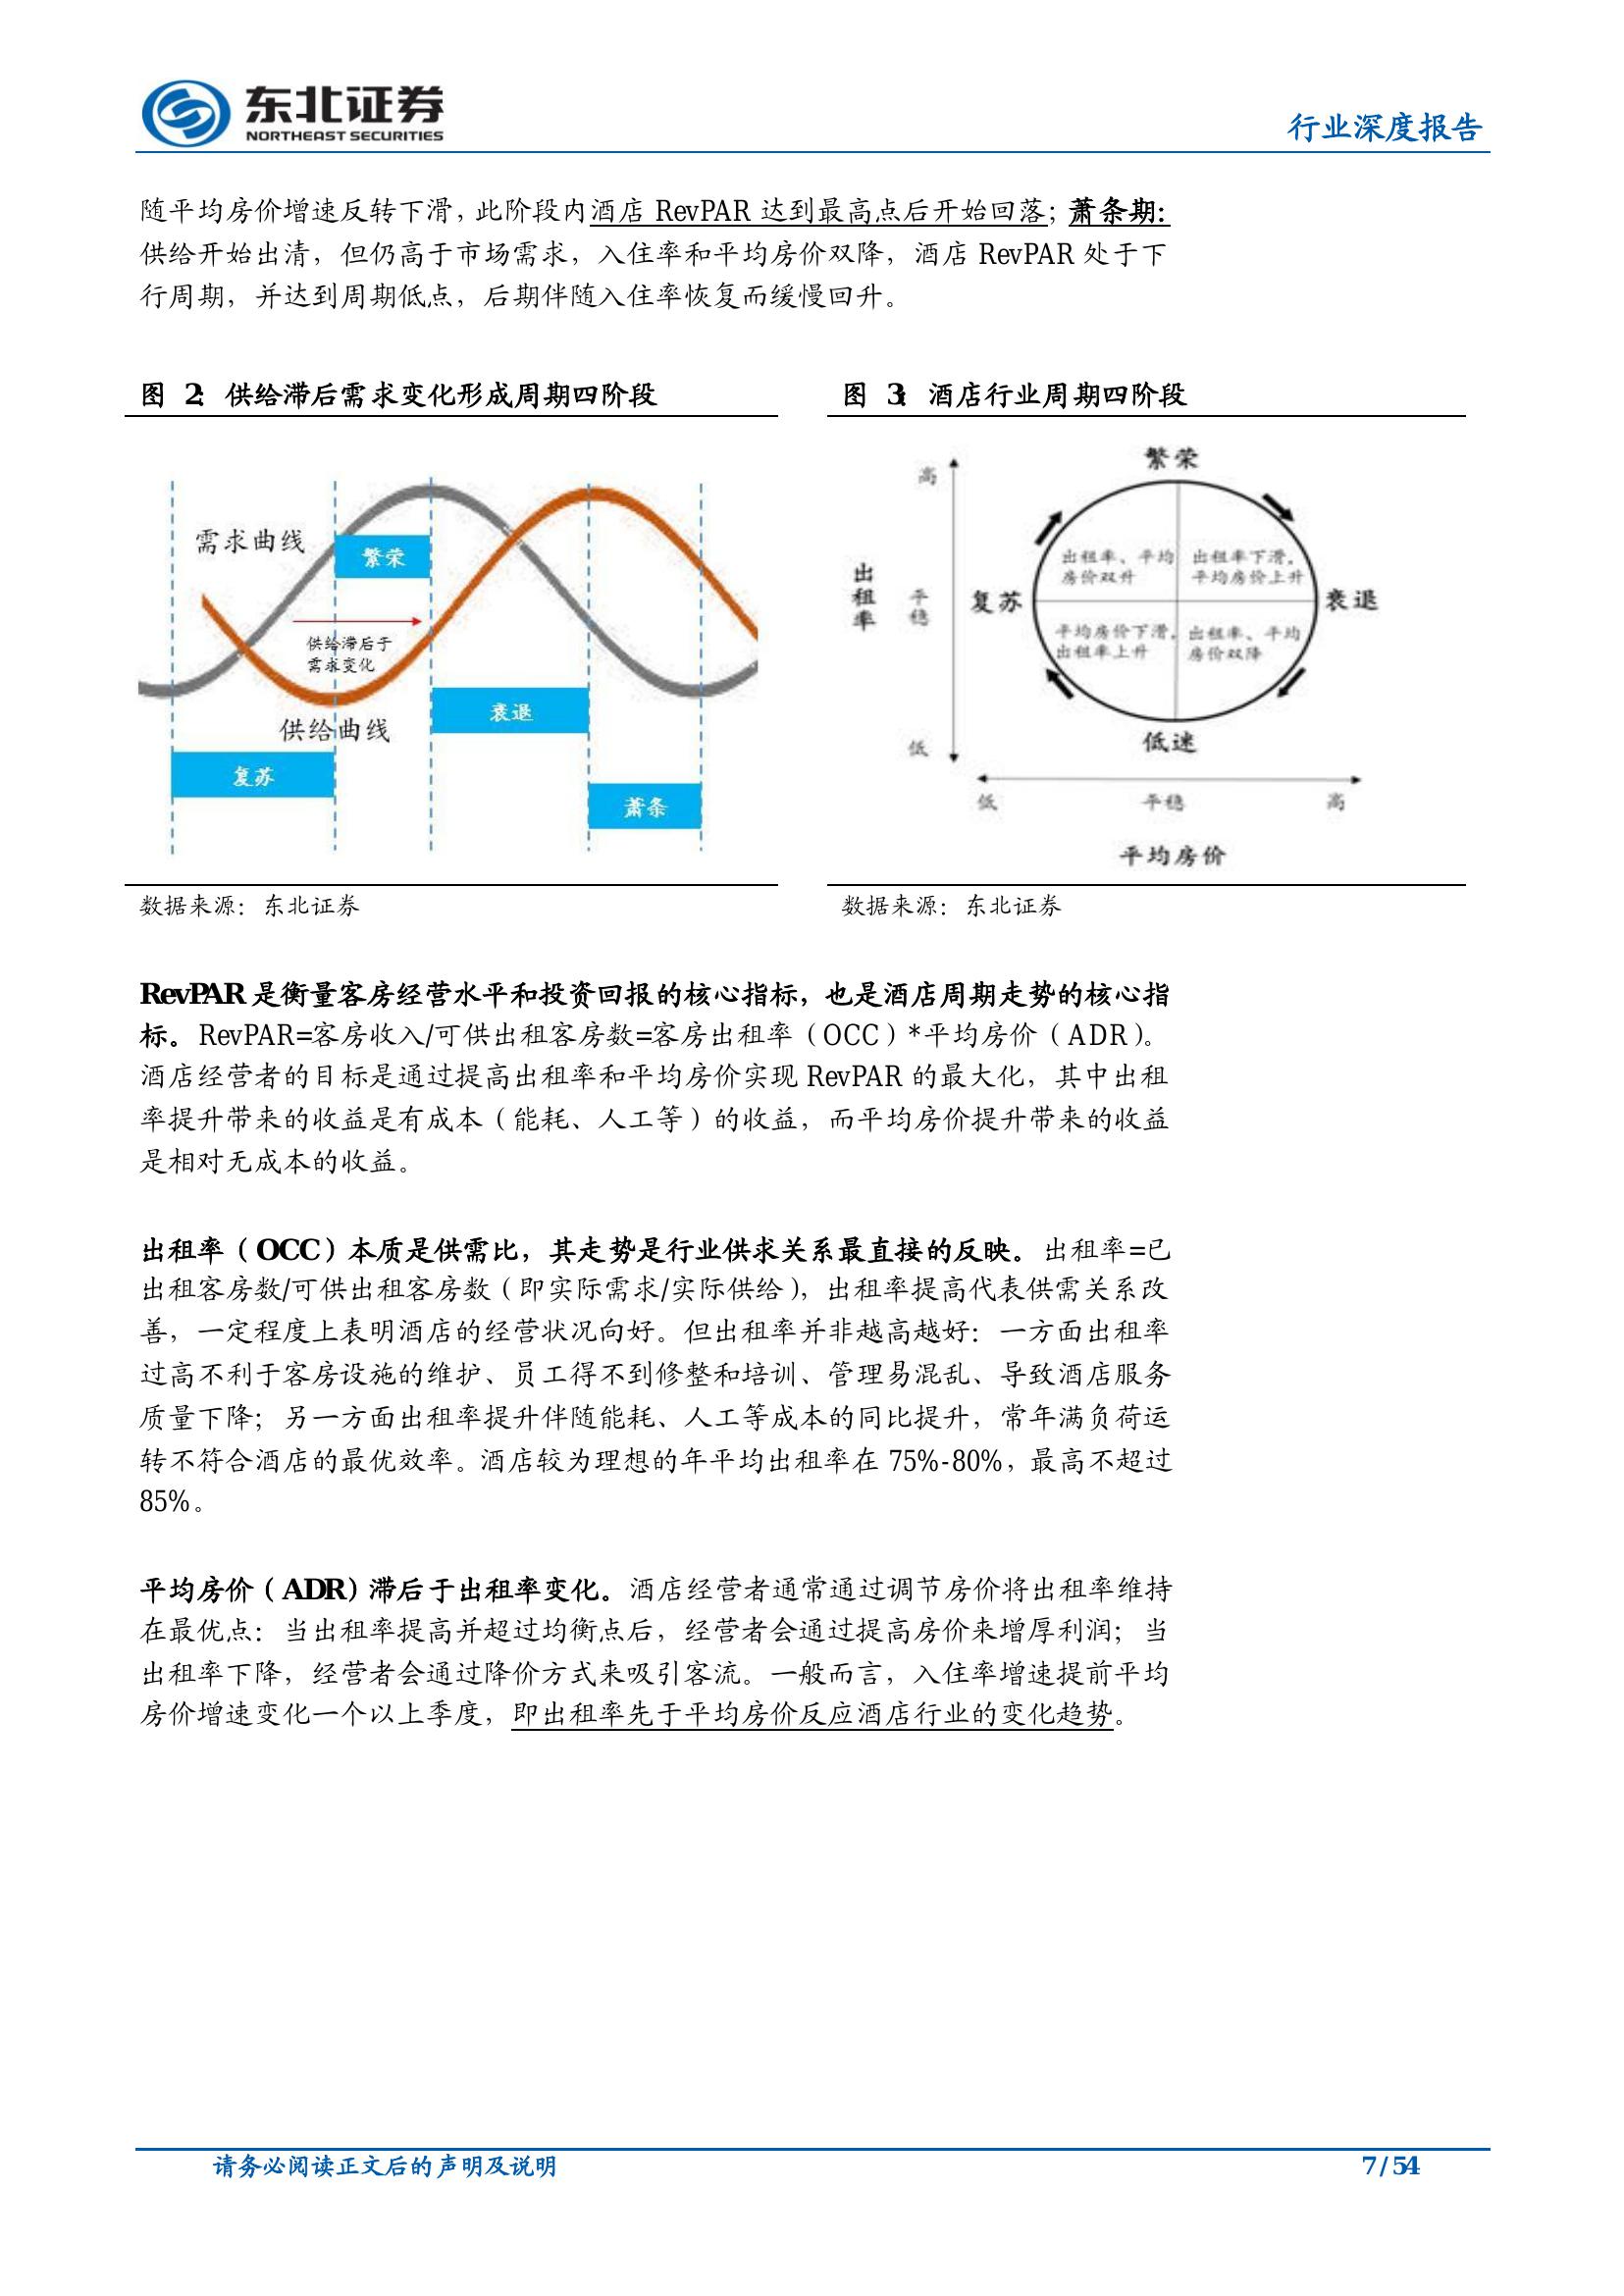 东北证券
NORTHEAST SECURITIES
行业深度报告
随平均房价增速反转下滑，此阶段内酒店 RevPAR 达到最高点后开始回落；萧条期：
供给开始出清，但仍高于市场需求，入住率和平均房价双降，酒店 RevPAR 处于下
行周期，并达到周期低点，后期伴随入住率恢复而缓慢回升。
图 2：供给滞后需求变化形成周期四阶段
需求曲线
繁荣
供给滞后于
需求变化
供给曲线
衰退
复苏
萧条
数据来源：东北证券
图 3：酒店行业周期四阶段
繁荣
高
出租率
平稳
低
复苏
出租率、平均
房价双升
出租率下滑，
平均房价上升
衰退
平均房价下滑，
出租率上升
出租率、平均
房价双降
低迷
低
平稳
高
平均房价
数据来源：东北证券
RevPAR 是衡量客房经营水平和投资回报的核心指标，也是酒店周期走势的核心指
标。RevPAR=客房收入/可供出租客房数=客房出租率（OCC）*平均房价（ADR）。
酒店经营者的目标是通过提高出租率和平均房价实现 RevPAR 的最大化，其中出租
率提升带来的收益是有成本（能耗、人工等）的收益，而平均房价提升带来的收益
是相对无成本的收益。
出租率（OCC）本质是供需比，其走势是行业供求关系最直接的反映。出租率=已
出租客房数/可供出租客房数（即实际需求/实际供给），出租率提高代表供需关系改
善，一定程度上表明酒店的经营状况向好。但出租率并非越高越好：一方面出租率
过高不利于客房设施的维护、员工得不到修整和培训、管理易混乱、导致酒店服务
质量下降；另一方面出租率提升伴随能耗、人工等成本的同比提升，常年满负荷运
转不符合酒店的最优效率。酒店较为理想的年平均出租率在 75%-80%，最高不超过
85%。
平均房价（ADR）滞后于出租率变化。酒店经营者通常通过调节房价将出租率维持
在最优点：当出租率提高并超过均衡点后，经营者会通过提高房价来增厚利润；当
出租率下降，经营者会通过降价方式来吸引客流。一般而言，入住率增速提前平均
房价增速变化一个以上季度，即出租率先于平均房价反应酒店行业的变化趋势。
请务必阅读正文后的声明及说明
7 / 54